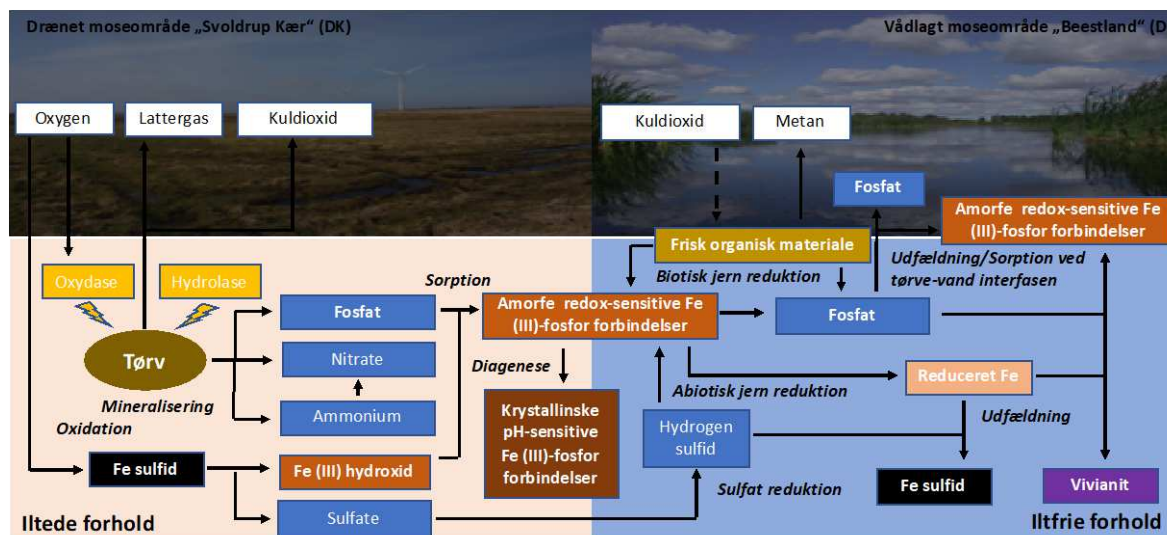 Drænet moseområde „Svoldrup Kær“ (DK)
Vådlagt moseområde „Beestland“ (D
Oxygen
Lattergas
Kuldioxid
Kuldioxid
Metan
Fosfat
Amorfe redox-sensitive Fe
(III)-fosfor forbindelser
Frisk organisk materiale
Oxydase
Hydrolase
Sorption
Biotisk jern reduktion
Udfældning/Sorption ved
tørve-vand interfasen
Fosfat
Amorfe redox-sensitive Fe
(III)-fosfor forbindelser
Fosfat
Tørv
Nitrate
Diagenese
Abiotisk jern reduktion
Reduceret Fe
Mineralisering
Ammonium
Krystallinske
pH-sensitive
Fe (III)-fosfor
forbindelser
Hydrogen
sulfid
Udfældning
Oxidation
Fe sulfid
Fe (III) hydroxid
Sulfat reduktion
Fe sulfid
Vivianit
Sulfate
Iltede forhold
Iltfrie forhold